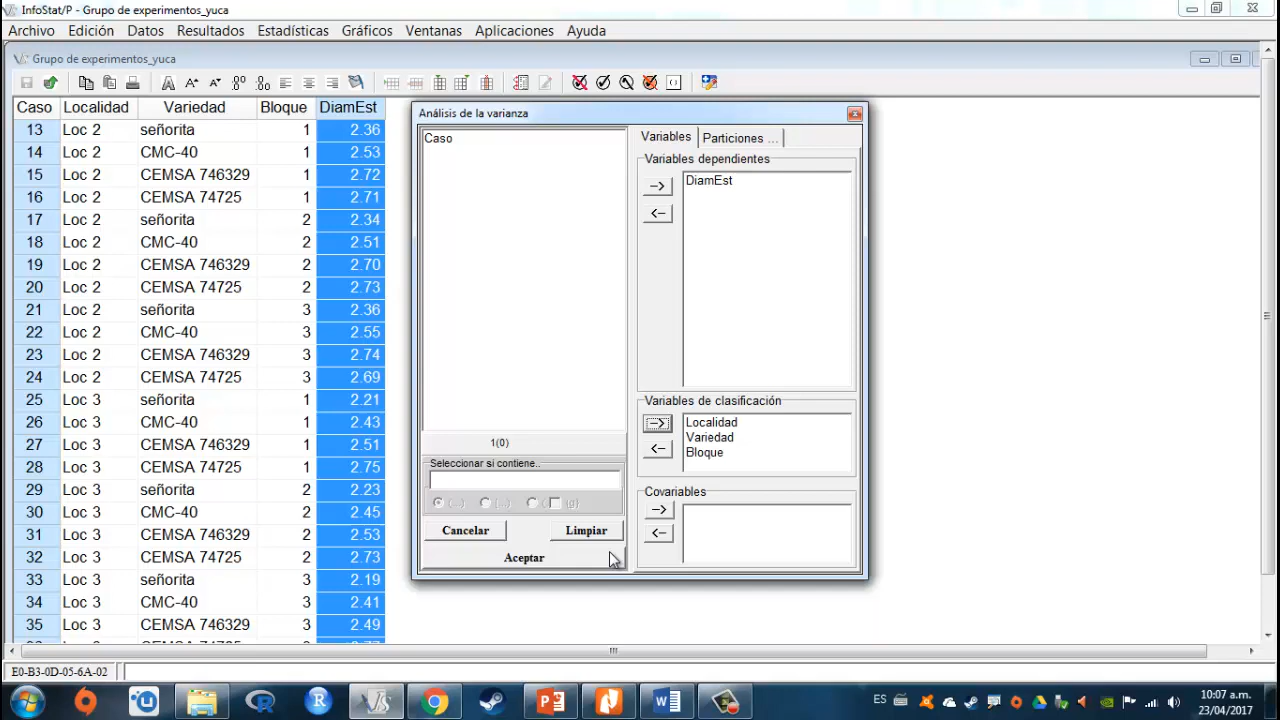 InfoStat/P - Grupo de experimentos_yuca
Archivo Edición Datos Resultados Estadísticas Gráficos Ventanas Aplicaciones Ayuda
Grupo de experimentos_yuca
Caso Localidad Variedad Bloque DiamEst
13 Loc 2 señorita 1 2.36
14 Loc 2 CMC-40 1 2.53
15 Loc 2 CEMSA 746329 1 2.72
16 Loc 2 CEMSA 74725 1 2.71
17 Loc 2 señorita 2 2.34
18 Loc 2 CMC-40 2 2.51
19 Loc 2 CEMSA 746329 2 2.70
20 Loc 2 CEMSA 74725 2 2.73
21 Loc 2 señorita 3 2.36
22 Loc 2 CMC-40 3 2.55
23 Loc 2 CEMSA 746329 3 2.74
24 Loc 2 CEMSA 74725 3 2.69
25 Loc 3 señorita 1 2.21
26 Loc 3 CMC-40 1 2.43
27 Loc 3 CEMSA 746329 1 2.51
28 Loc 3 CEMSA 74725 1 2.75
29 Loc 3 señorita 2 2.23
30 Loc 3 CMC-40 2 2.45
31 Loc 3 CEMSA 746329 2 2.53
32 Loc 3 CEMSA 74725 2 2.73
33 Loc 3 señorita 3 2.19
34 Loc 3 CMC-40 3 2.41
35 Loc 3 CEMSA 746329 3 2.49
Análisis de la varianza
Caso
1(0)
Seleccionar si contiene..
(g)
Cancelar Limpiar
Aceptar
Variables Particiones ...
Variables dependientes
DiamEst
Variables de clasificación
Localidad
Variedad
Bloque
Covariables
E0-B3-0D-05-6A-02
ES
10:07 a.m.
23/04/2017